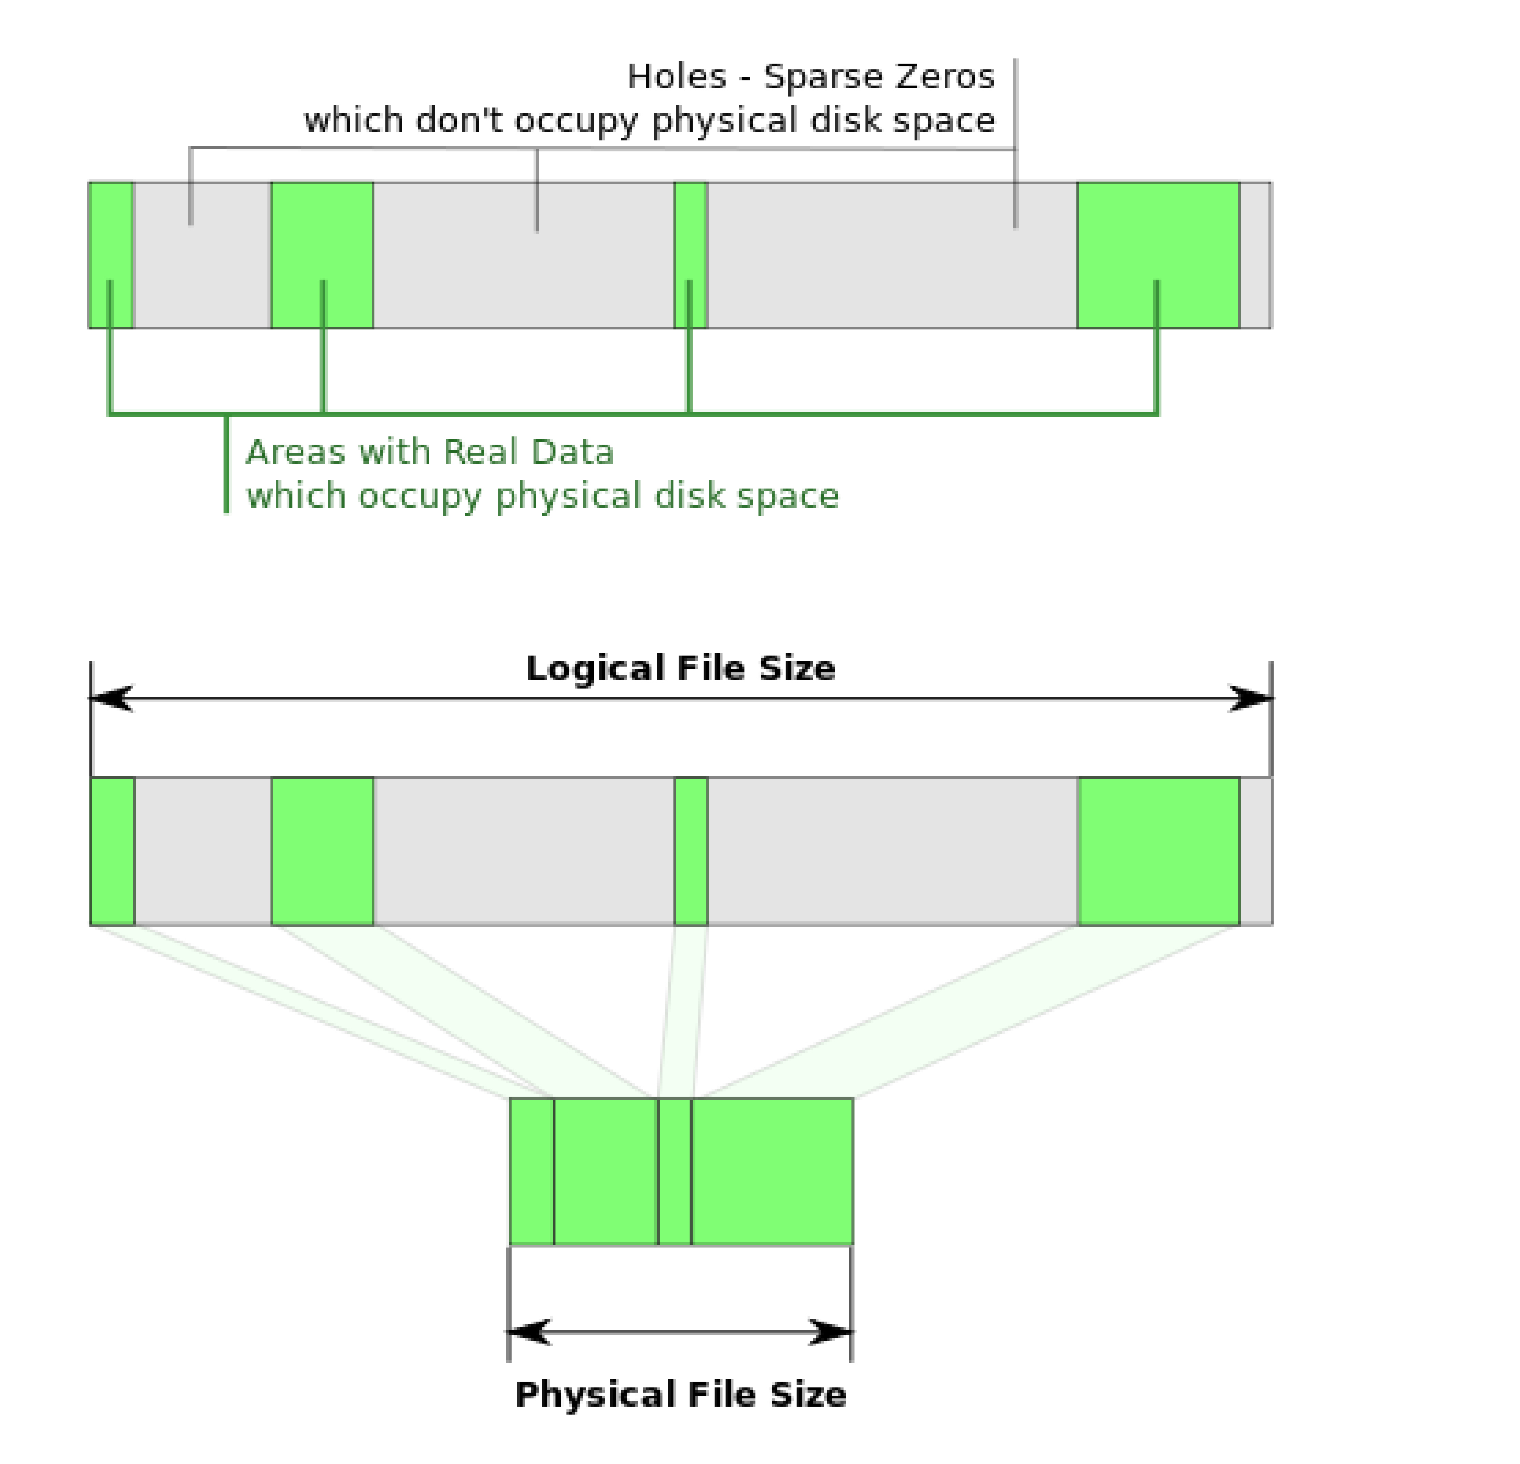 Holes - Sparse Zeros
which don't occupy physical disk space
Areas with Real Data
which occupy physical disk space
Logical File Size
Physical File Size